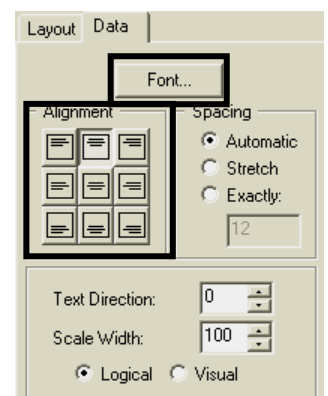 Layout Data
Font...
Alignment
Spacing
Automatic
Stretch
Exactly:
12
Text Direction: 0
Scale Width: 100
Logical Visual